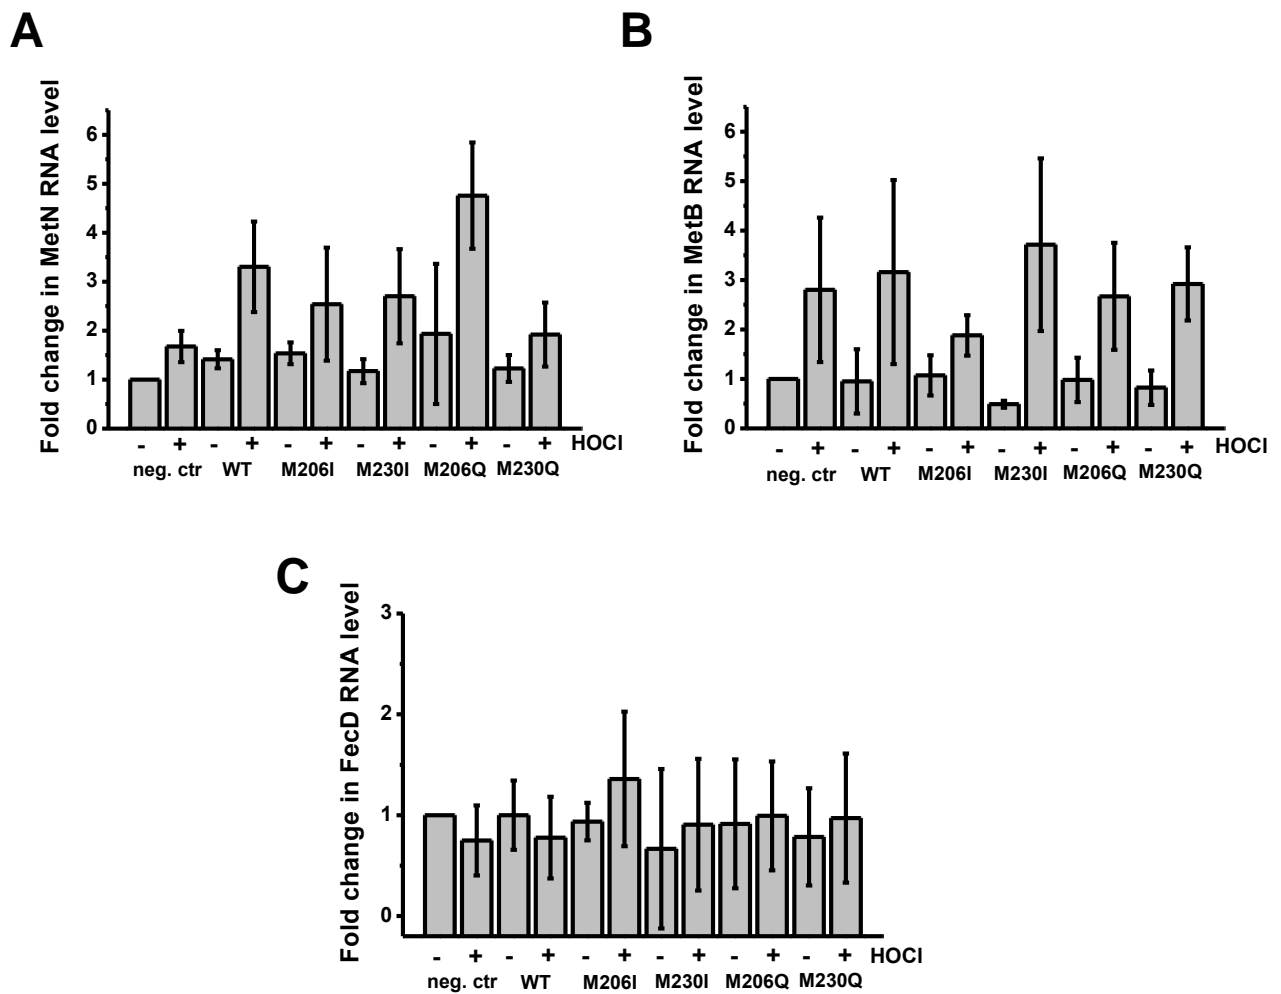 A
Fold change in MetN RNA level
6
5
4
3
2
1
0
- + - + - + - + - + - + HOCl
neg. ctr WT M206I M230I M206Q M230Q
B
Fold change in MetB RNA level
6
5
4
3
2
1
0
- + - + - + - + - + - + HOCl
neg. ctr WT M206I M230I M206Q M230Q
C
Fold change in FecD RNA level
3
2
1
0
- + - + - + - + - + - + HOCl
neg. ctr WT M206I M230I M206Q M230Q